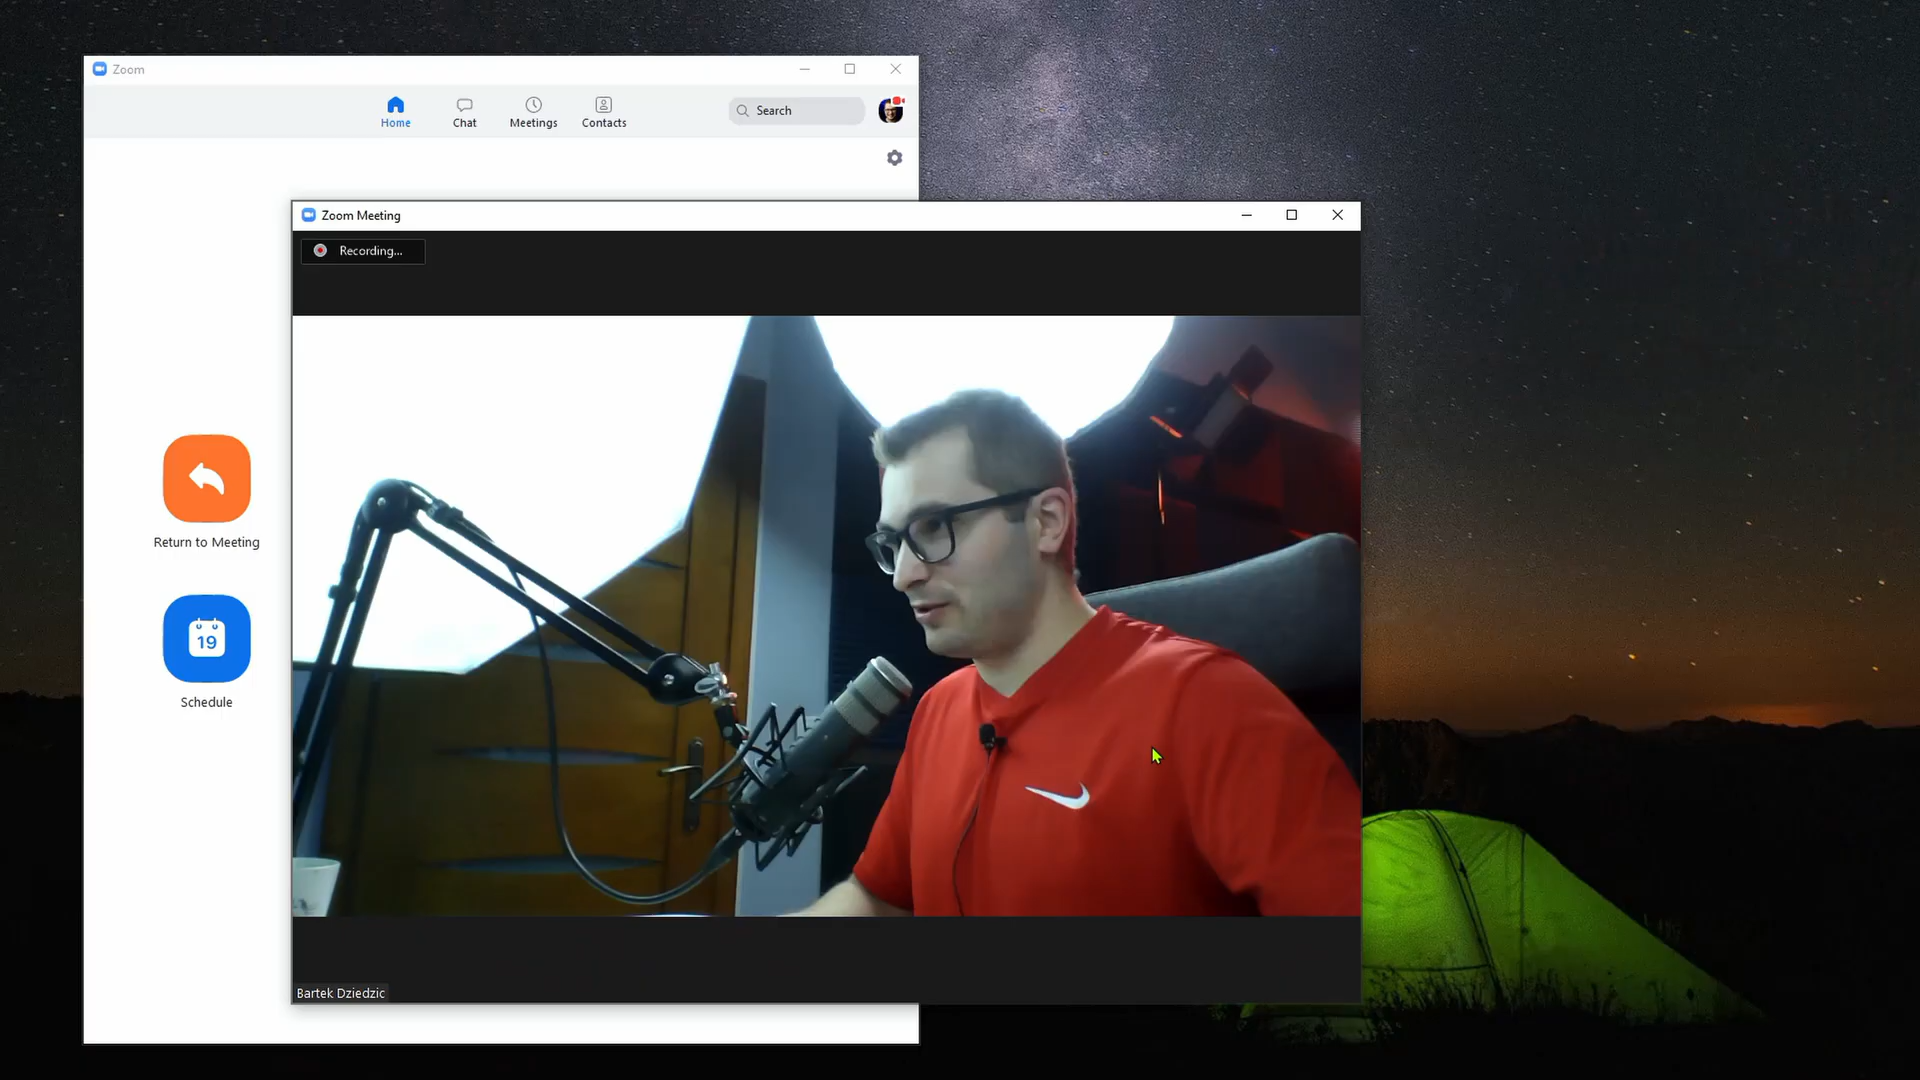 Zoom
Home
Chat
Meetings
Contacts
Search
Zoom Meeting
Recording...
Return to Meeting
19
Schedule
Bartek Dziedzic